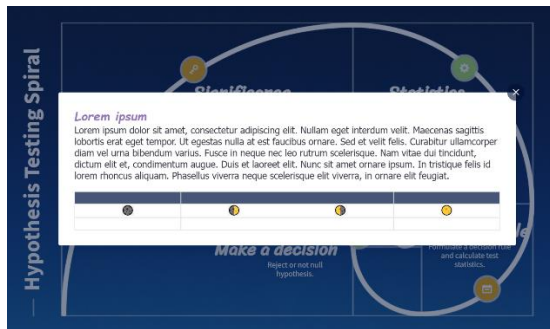 Hypothesis Testing Spiral
Significance
Statistics
Lorem ipsum
Lorem ipsum dolor sit amet, consectetur adipiscing elit. Nullam eget interdum velit. Maecenas sagittis
lobortis erat eget tempor. Ut egestas nulla at est faucibus ornare. Sed et velit felis. Curabitur ullamcorper
diam vel urna bibendum varius. Fusce in neque nec leo rutrum scelerisque. Nam vitae dui tincidunt,
dictum elit et, condimentum augue. Duis et laoreet elit. Nunc sit amet ornare ipsum. In tristique felis id
lorem rhoncus aliquam. Phasellus viverra neque scelerisque elit viverra, in ornare elit feugiat.
Make a decision
Reject or not null
hypothesis.
Formulate a decision rule
and calculate test
statistics.